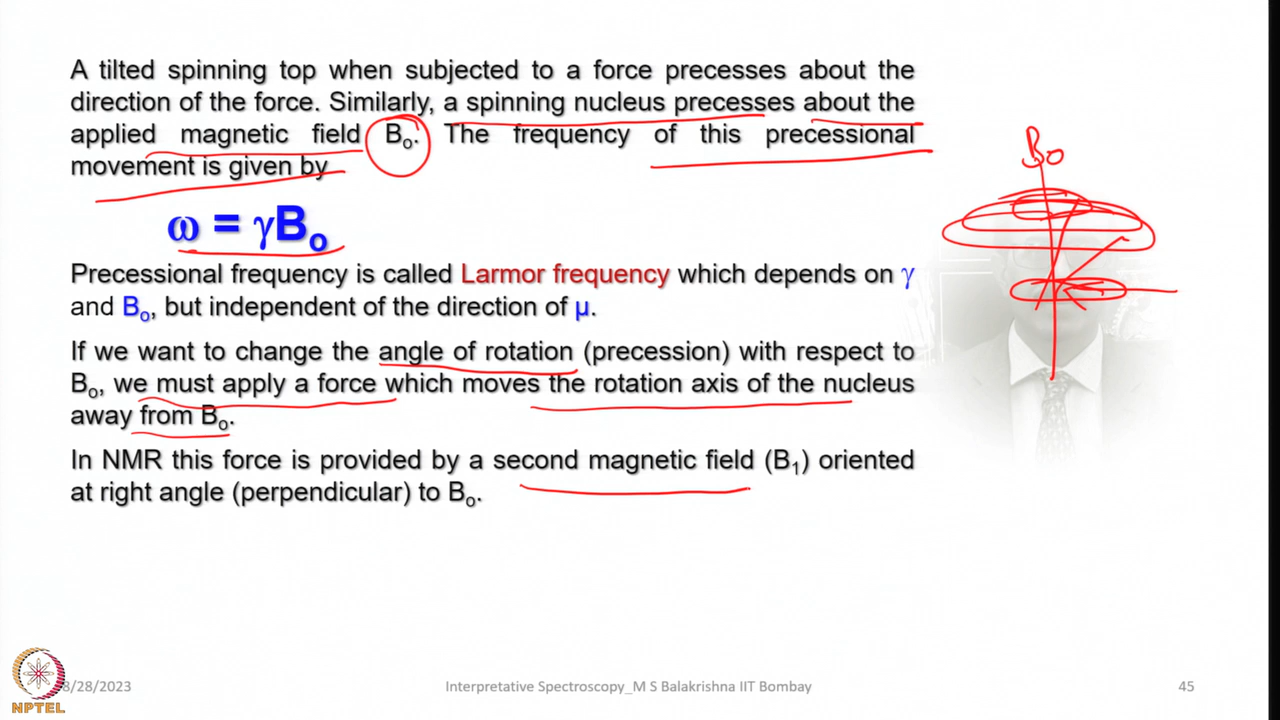 A tilted spinning top when subjected to a force precesses about the
direction of the force. Similarly, a spinning nucleus precesses about the
applied magnetic field Bo. The frequency of this precessional
movement is given by
Bo
ω = γBo
Precessional frequency is called Larmor frequency which depends on γ
and Bo, but independent of the direction of μ.
If we want to change the angle of rotation (precession) with respect to
Bo, we must apply a force which moves the rotation axis of the nucleus
away from Bo.
In NMR this force is provided by a second magnetic field (B1) oriented
at right angle (perpendicular) to Bo.
8/28/2023
Interpretative Spectroscopy_M S Balakrishna IIT Bombay
45
NPTEL